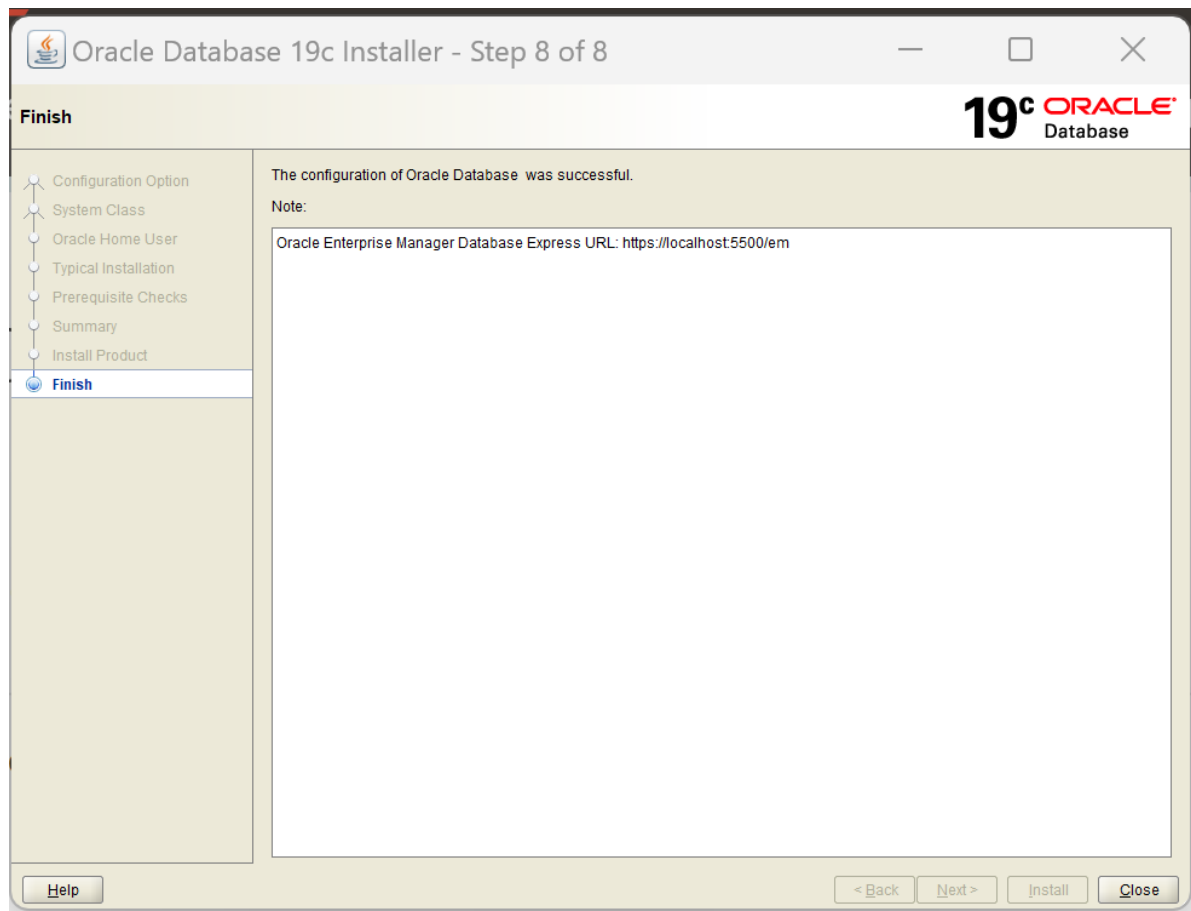 Oracle Database 19c Installer - Step 8 of 8
Finish
19c ORACLE
Database
Configuration Option
System Class
Oracle Home User
Typical Installation
Prerequisite Checks
Summary
Install Product
Finish
The configuration of Oracle Database was successful.
Note:
Oracle Enterprise Manager Database Express URL: https://localhost:5500/em
Help
< Back
Next >
Install
Close